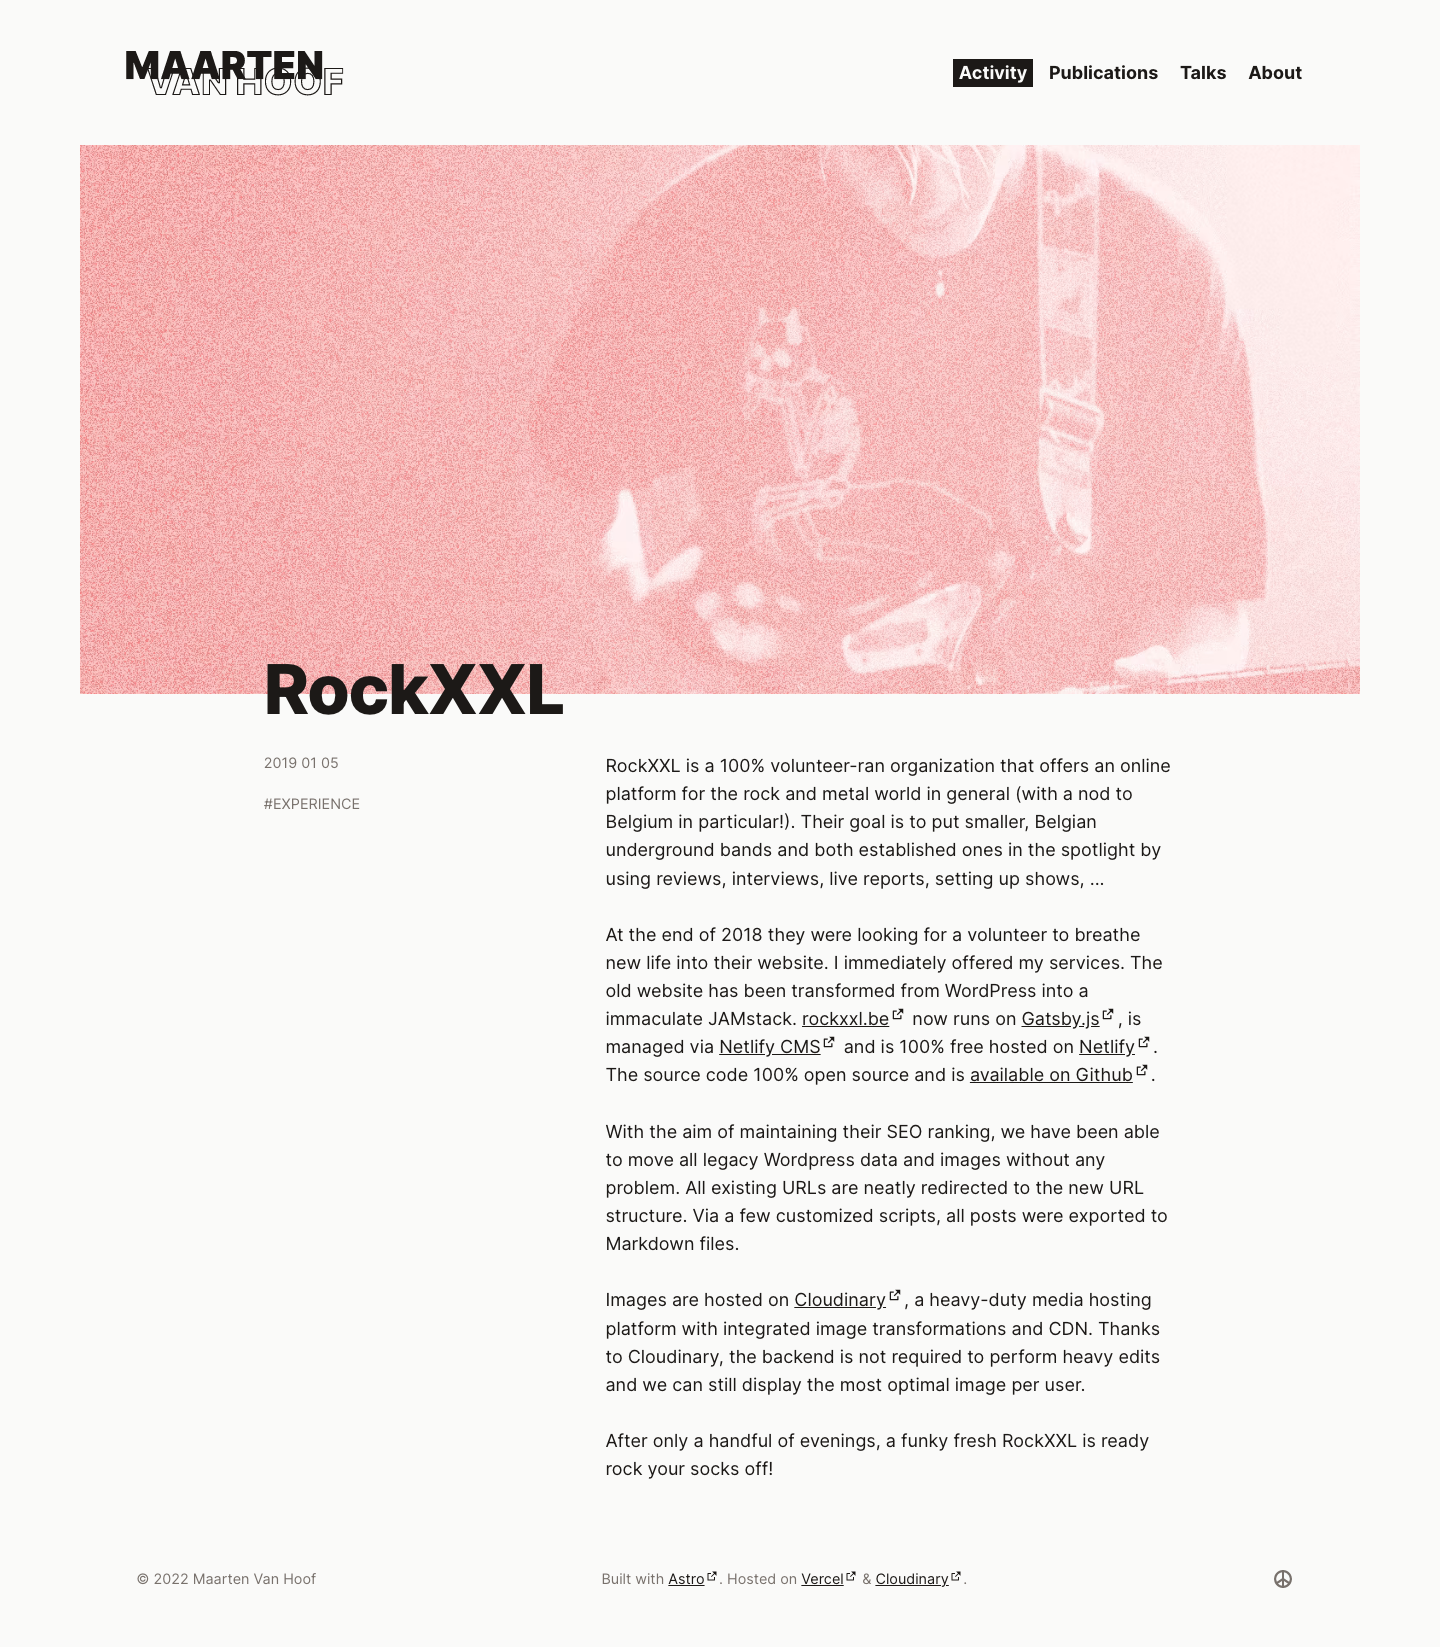 MAARTEN
VAN HOOF
Activity Publications Talks About
RockXXL
2019 01 05
#EXPERIENCE
RockXXL is a 100% volunteer-ran organization that offers an online
platform for the rock and metal world in general (with a nod to
Belgium in particular!). Their goal is to put smaller, Belgian
underground bands and both established ones in the spotlight by
using reviews, interviews, live reports, setting up shows, ...
At the end of 2018 they were looking for a volunteer to breathe
new life into their website. I immediately offered my services. The
old website has been transformed from WordPress into a
immaculate JAMstack. rockxxl.be now runs on Gatsby.js, is
managed via Netlify CMS and is 100% free hosted on Netlify.
The source code 100% open source and is available on Github.
With the aim of maintaining their SEO ranking, we have been able
to move all legacy Wordpress data and images without any
problem. All existing URLs are neatly redirected to the new URL
structure. Via a few customized scripts, all posts were exported to
Markdown files.
Images are hosted on Cloudinary, a heavy-duty media hosting
platform with integrated image transformations and CDN. Thanks
to Cloudinary, the backend is not required to perform heavy edits
and we can still display the most optimal image per user.
After only a handful of evenings, a funky fresh RockXXL is ready
rock your socks off!
© 2022 Maarten Van Hoof
Built with Astro. Hosted on Vercel & Cloudinary.